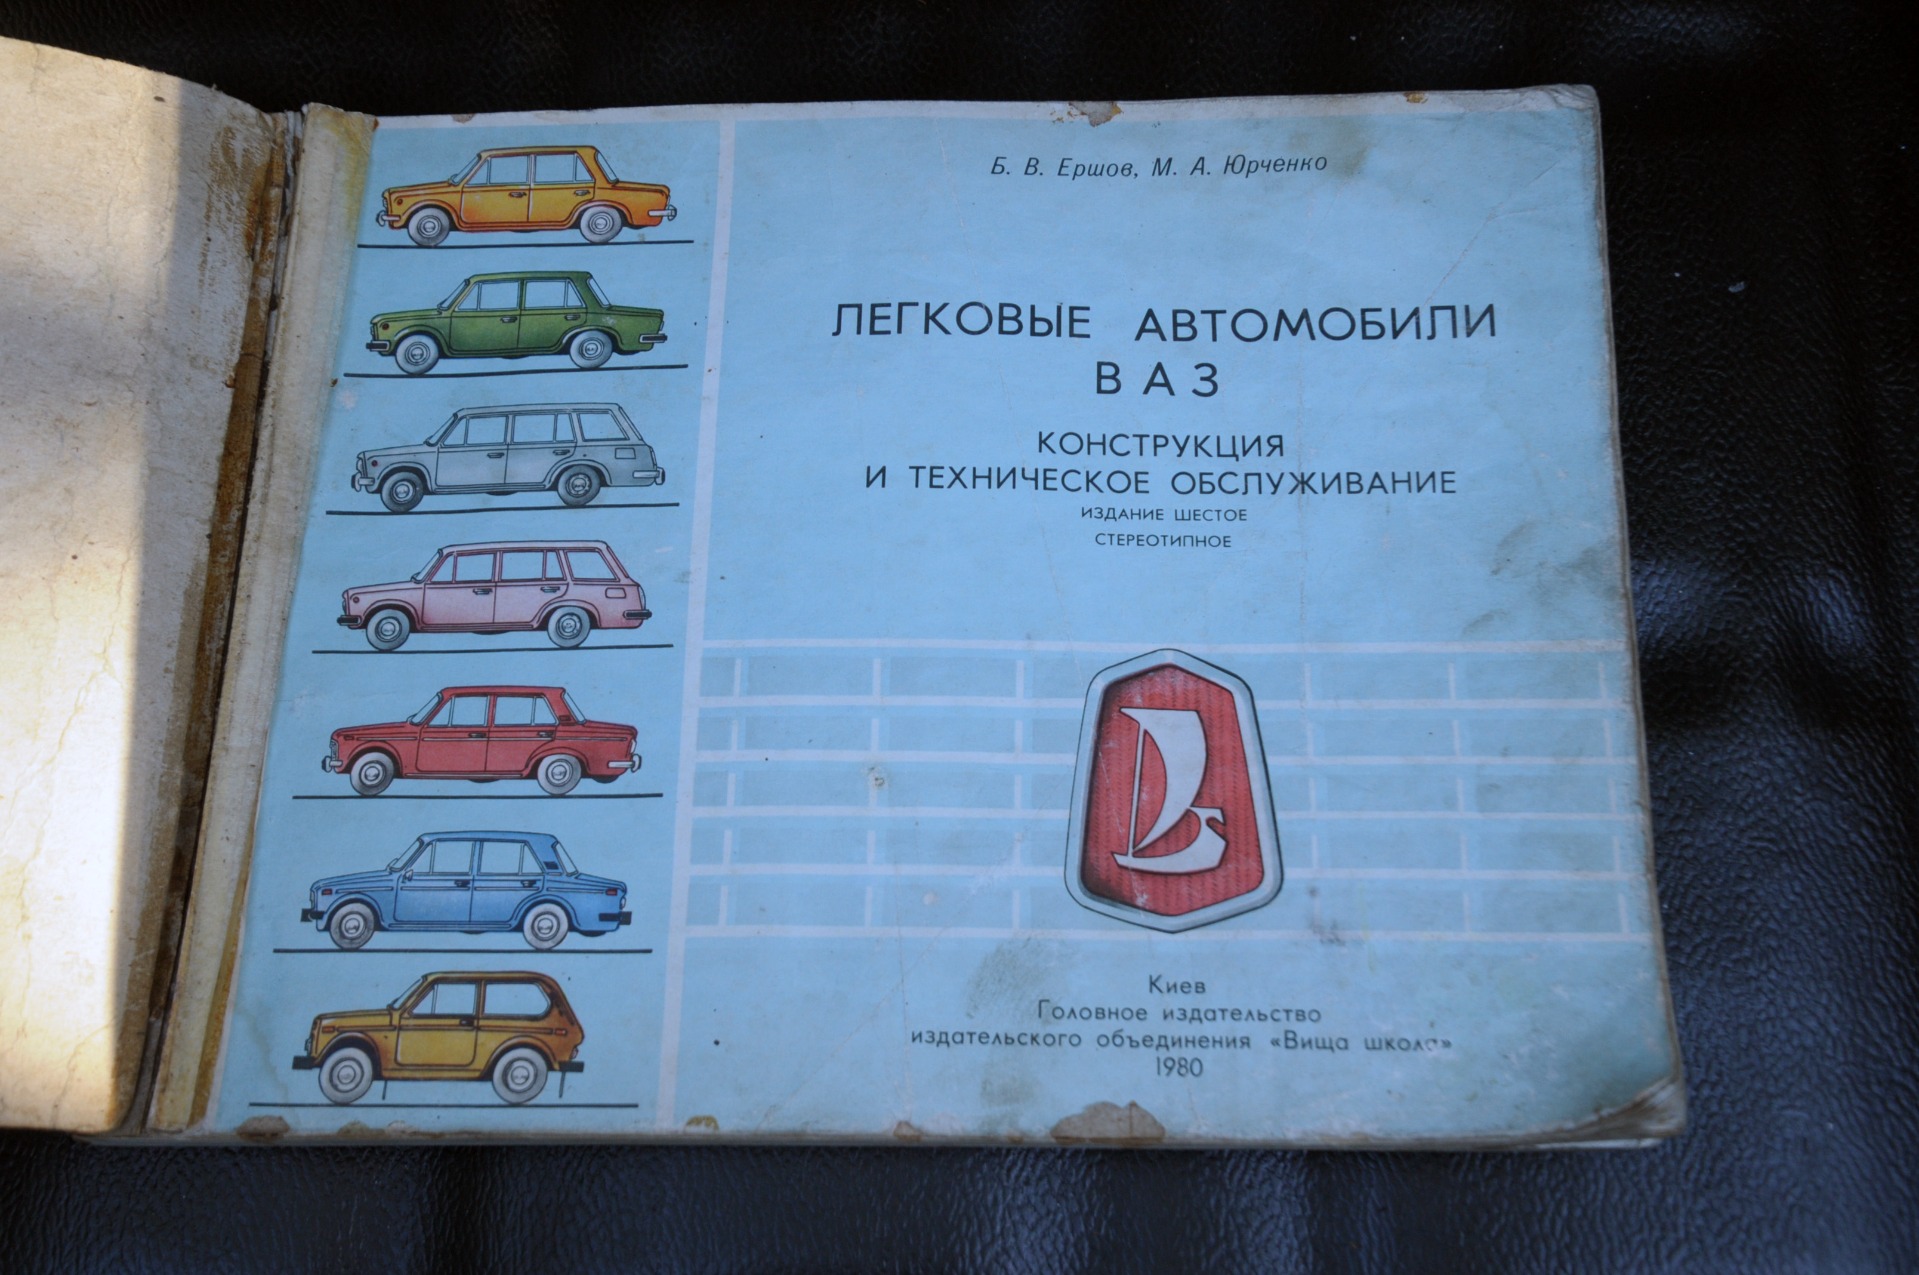 Б. В. Ершов, М. А. Юрченко
ЛЕГКОВЫЕ АВТОМОБИЛИ
ВАЗ
КОНСТРУКЦИЯ
И ТЕХНИЧЕСКОЕ ОБСЛУЖИВАНИЕ
ИЗДАНИЕ ШЕСТОЕ
СТЕРЕОТИПНОЕ
Киев
Головное издательство
издательского объединения «Вища школа»
1980